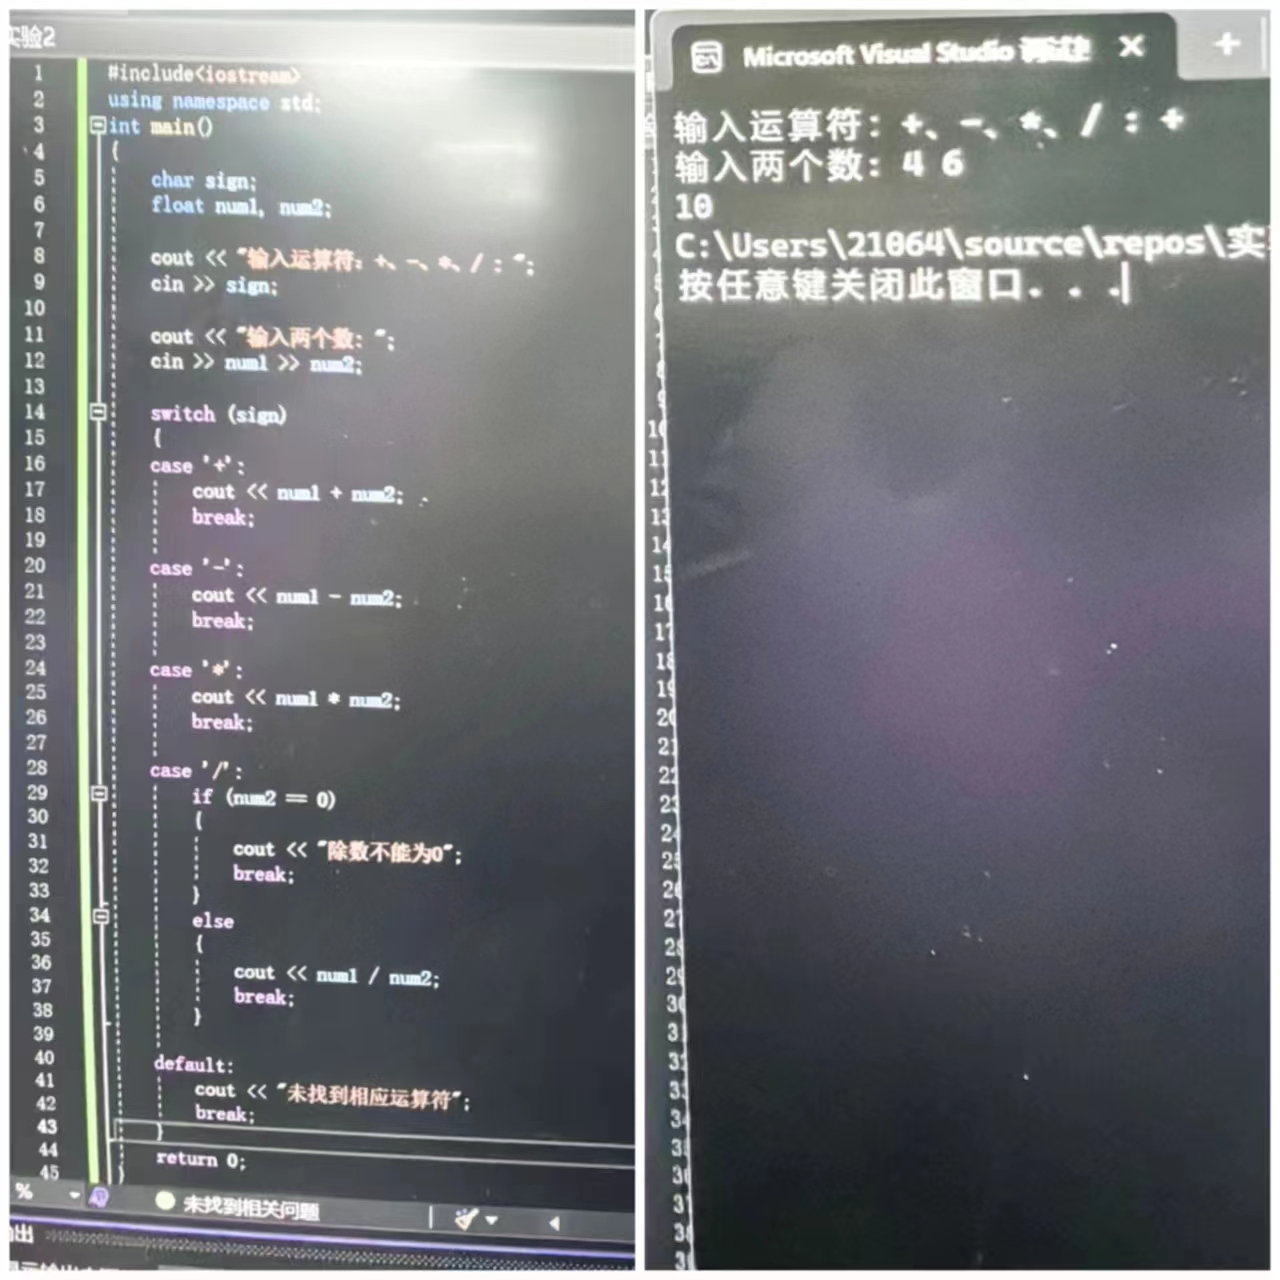 实验2
1 #include<iostream>
2 using namespace std;
3 int main()
4 {
5 char sign;
6 float num1, num2;
7
8 cout << "输入运算符：+、-、*、/ : ";
9 cin >> sign;
10
11 cout << "输入两个数：";
12 cin >> num1 >> num2;
13
14 switch (sign)
15 {
16 case '+':
17 cout << num1 + num2;
18 break;
19
20 case '-':
21 cout << num1 - num2;
22 break;
23
24 case '*':
25 cout << num1 * num2;
26 break;
27
28 case '/':
29 if (num2 == 0)
30 {
31 cout << "除数不能为0";
32 break;
33 }
34 else
35 {
36 cout << num1 / num2;
37 break;
38 }
39
40 default:
41 cout << "未找到相应运算符";
42 break;
43 }
44 return 0;
45 }
% 未找到相关问题
Microsoft Visual Studio 调试 × +
输入运算符：+、-、*、/ : +
输入两个数：4 6
10
C:\Users\21064\source\repos\实
按任意键关闭此窗口. . .